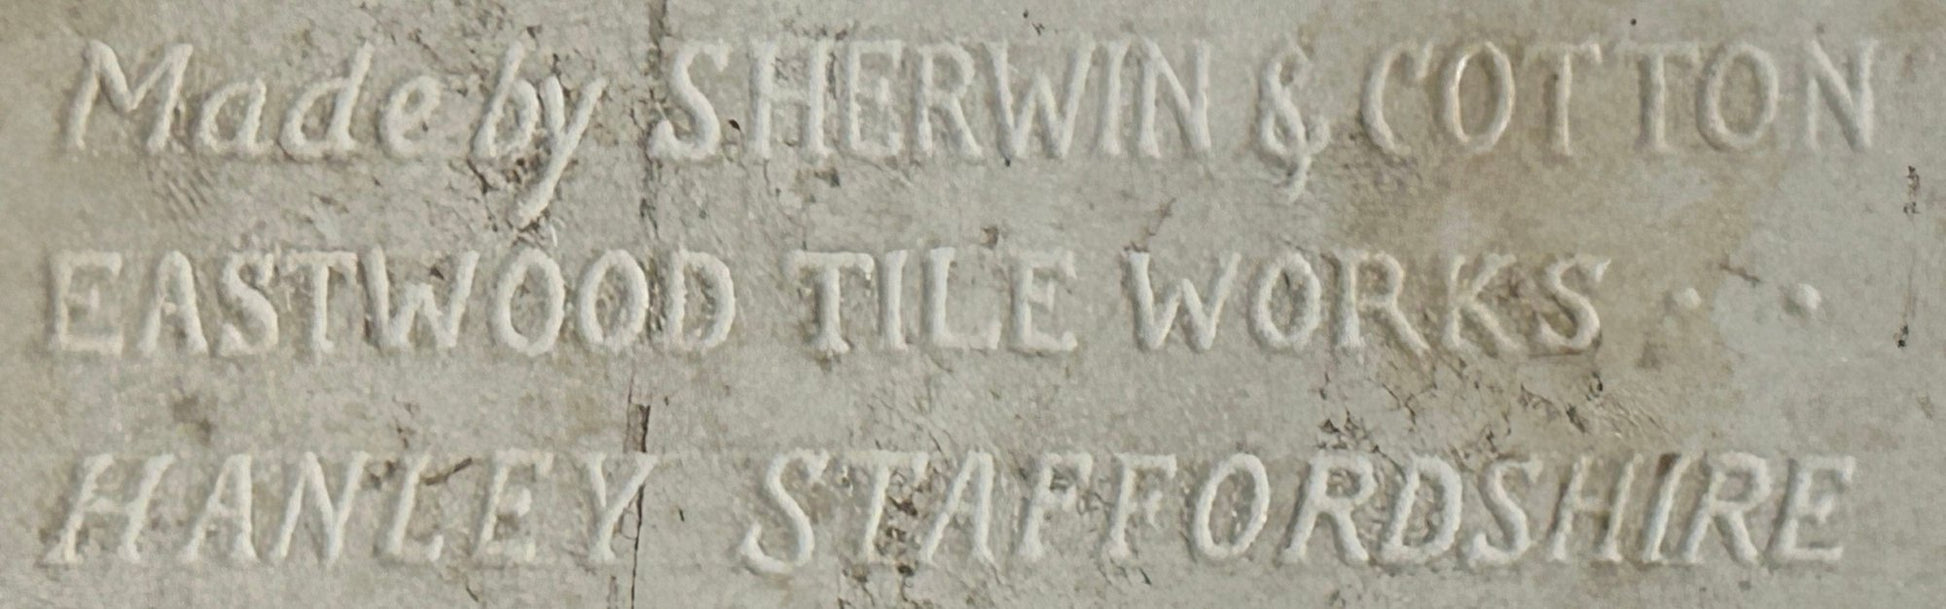 Made by SHERWIN & COTTON
EASTWOOD TILE WORKS · ·
HANLEY STAFFORDSHIRE